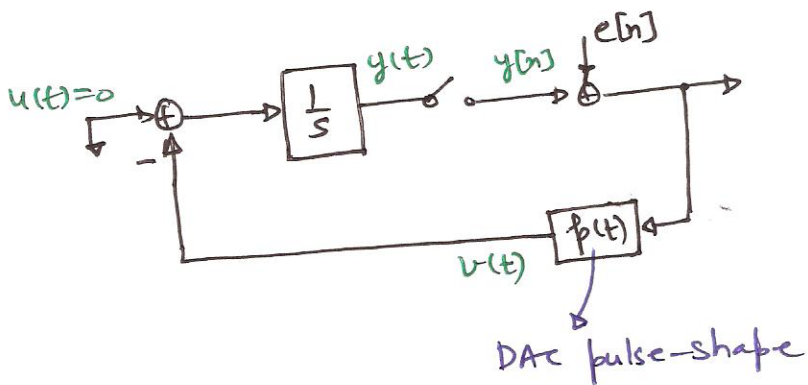 e[n]
y(t)
y[n]
u(t)=0
+
1
s
+
−
p(t)
v(t)
DAC pulse-shape